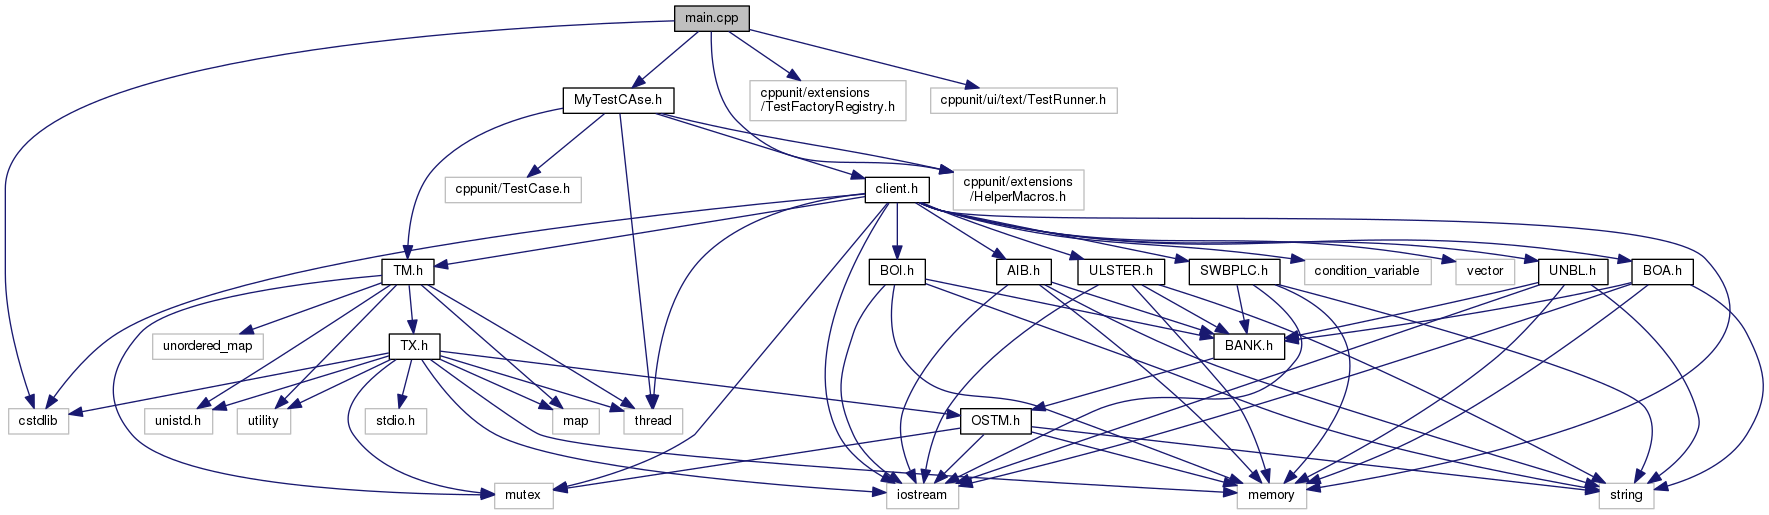 main.cpp
MyTestCAse.h
cppunit/extensions
/TestFactoryRegistry.h
cppunit/ui/text/TestRunner.h
cppunit/TestCase.h
client.h
cppunit/extensions
/HelperMacros.h
TM.h
BOI.h
AIB.h
ULSTER.h
SWBPLC.h
condition_variable
vector
UNBL.h
BOA.h
unordered_map
TX.h
BANK.h
cstdlib
unistd.h
utility
stdio.h
map
thread
OSTM.h
mutex
iostream
memory
string